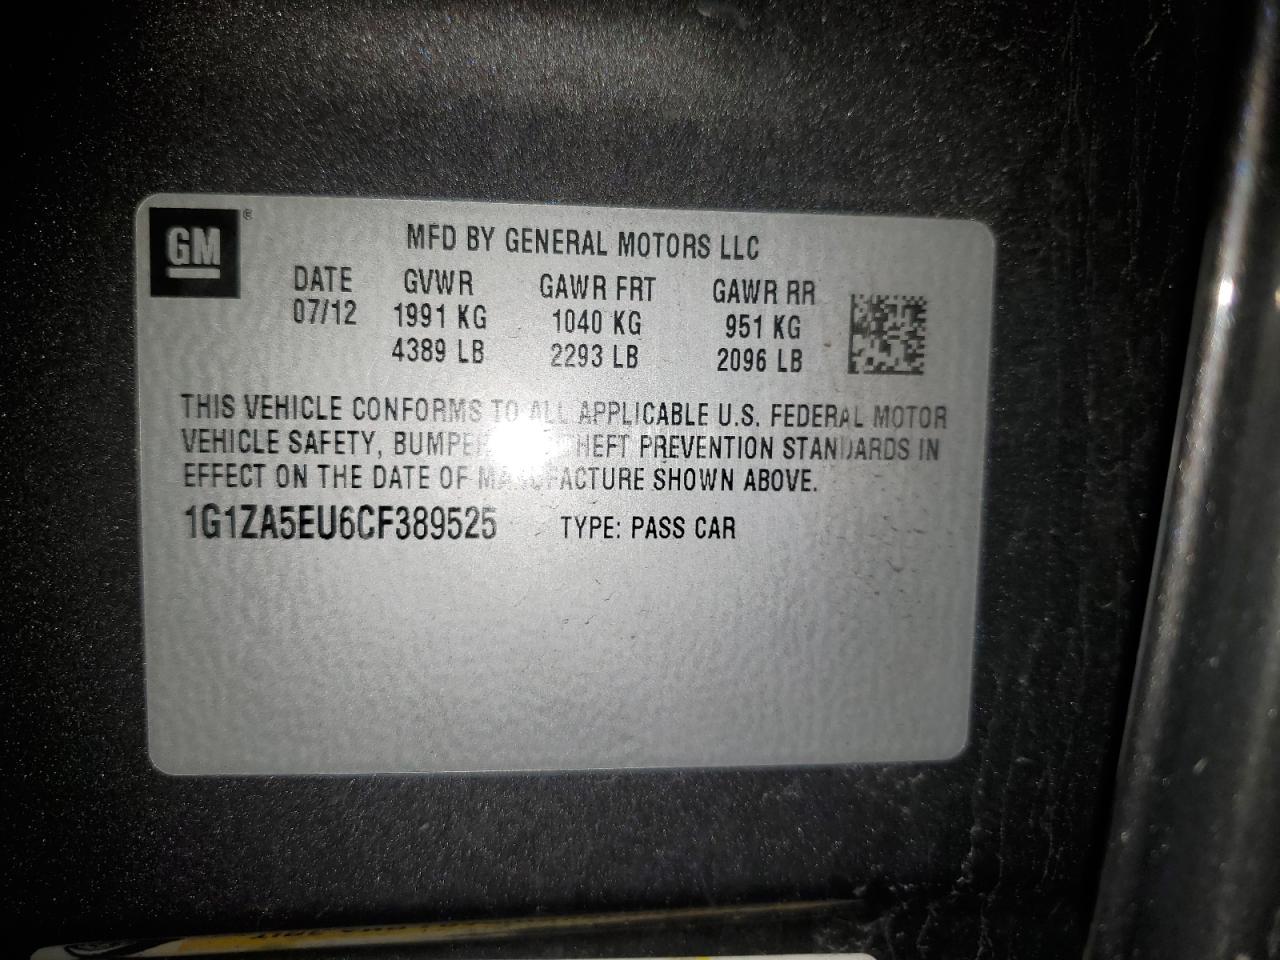 GM ®
MFD BY GENERAL MOTORS LLC
DATE GVWR GAWR FRT GAWR RR
07/12 1991 KG 1040 KG 951 KG
4389 LB 2293 LB 2096 LB
THIS VEHICLE CONFORMS TO ALL APPLICABLE U.S. FEDERAL MOTOR
VEHICLE SAFETY, BUMPER THEFT PREVENTION STANDARDS IN
EFFECT ON THE DATE OF MANUFACTURE SHOWN ABOVE.
1G1ZA5EU6CF389525 TYPE: PASS CAR